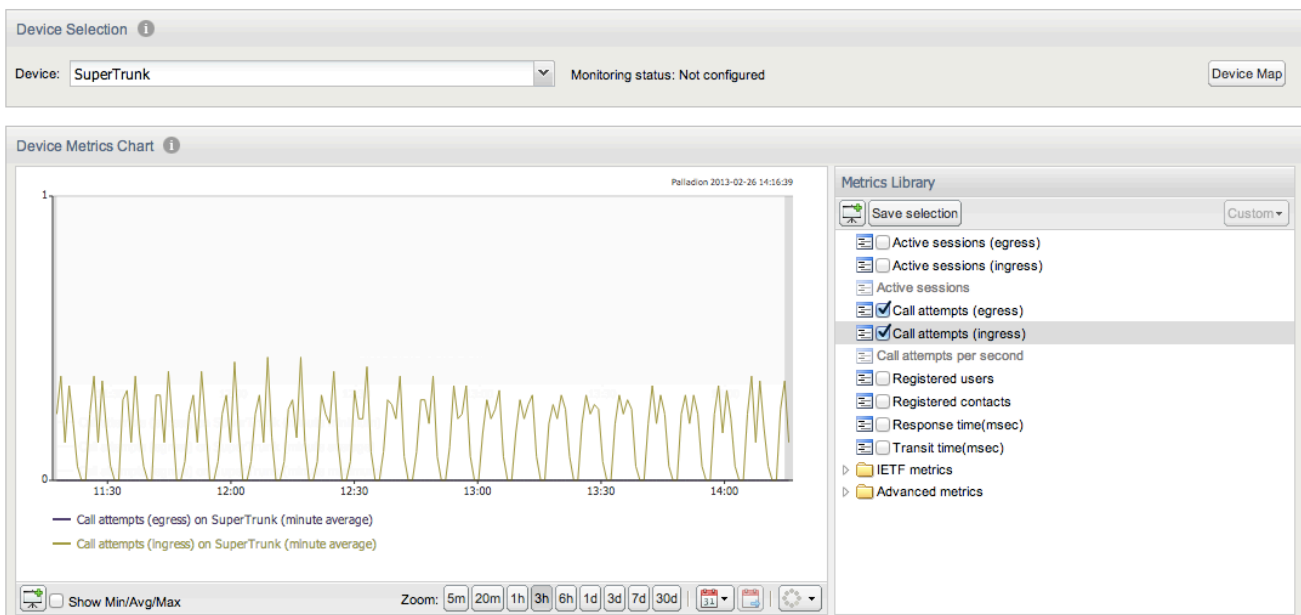 Device Selection i
Device: SuperTrunk Monitoring status: Not configured Device Map
Device Metrics Chart i
Palladion 2013-02-26 14:16:39
1
0
11:30 12:00 12:30 13:00 13:30 14:00
Call attempts (egress) on SuperTrunk (minute average)
Call attempts (ingress) on SuperTrunk (minute average)
Show Min/Avg/Max Zoom: 5m 20m 1h 3h 6h 1d 3d 7d 30d 31
Metrics Library
Save selection Custom
Active sessions (egress)
Active sessions (ingress)
Active sessions
Call attempts (egress)
Call attempts (ingress)
Call attempts per second
Registered users
Registered contacts
Response time(msec)
Transit time(msec)
IETF metrics
Advanced metrics